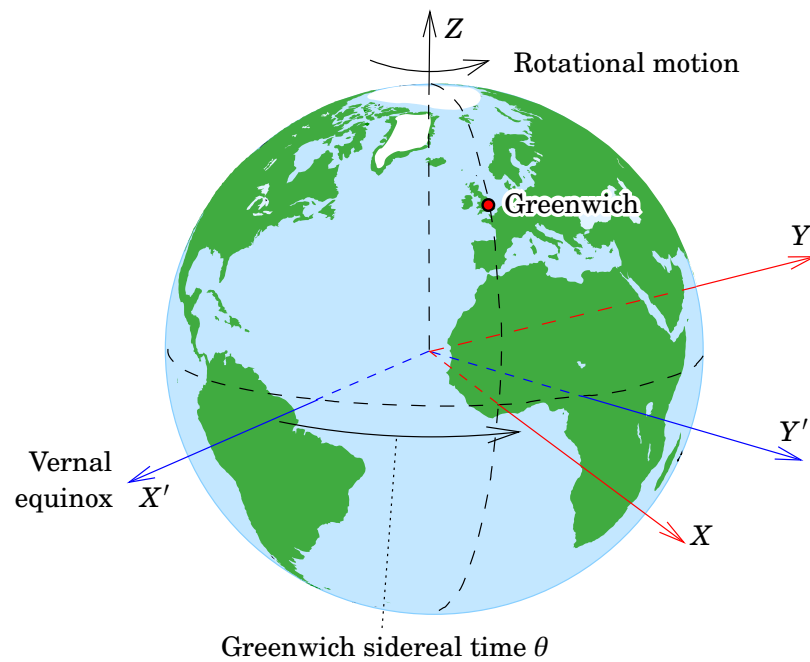 Z
Rotational motion
Greenwich
Y
Y′
Vernal
equinox
X′
X
Greenwich sidereal time θ